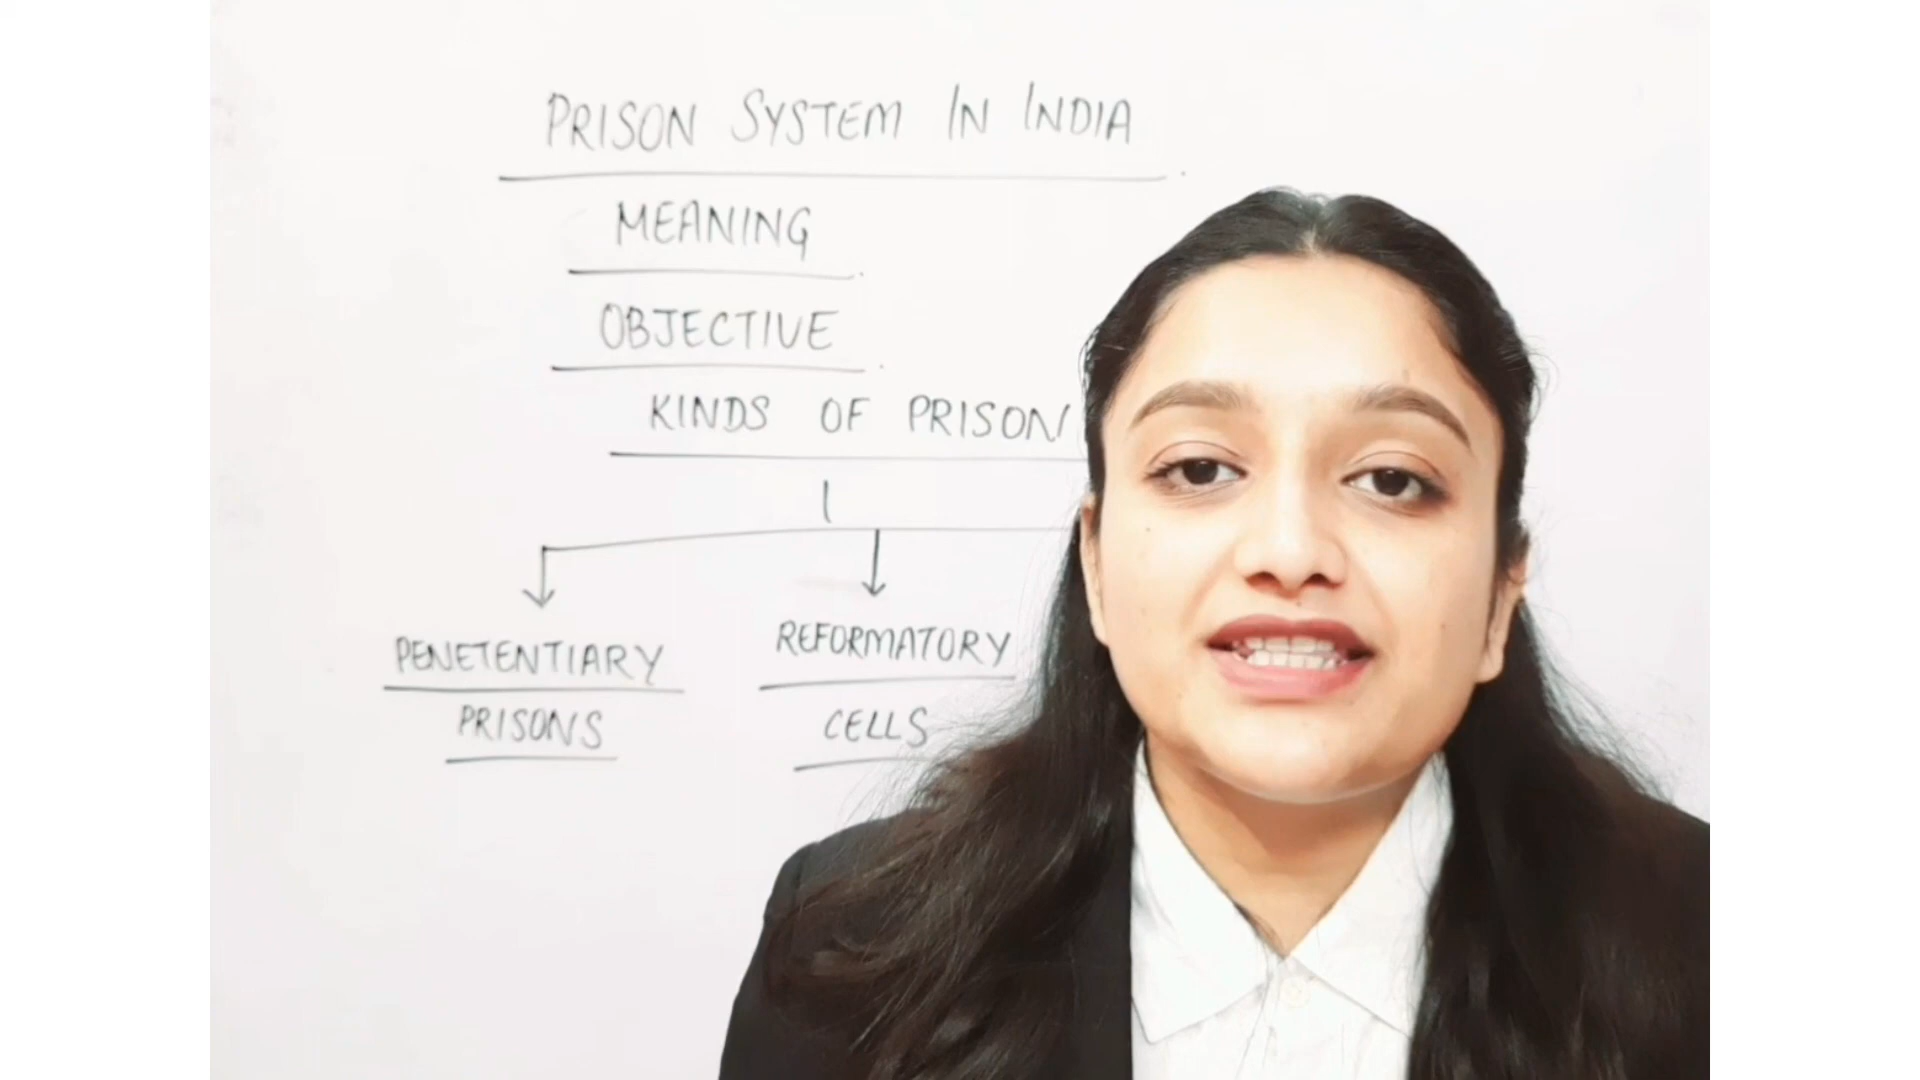 PRISON SYSTEM IN INDIA
MEANING
OBJECTIVE
KINDS OF PRISON
PENETENTIARY REFORMATORY
PRISONS CELLS